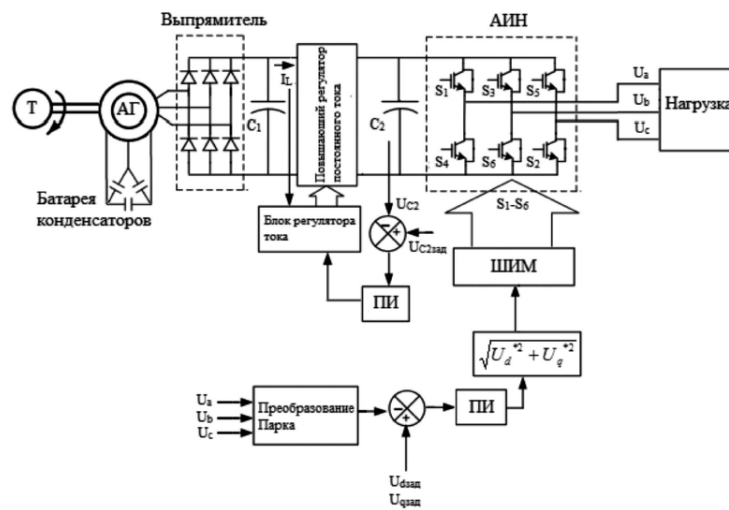 Выпрямитель
АИН
Т
АГ
Батарея
конденсаторов
C1
IL
Повышающий регулятор
постоянного тока
C2
S1
S3
S5
S4
S6
S2
Ua
Ub
Uc
Нагрузка
Блок регулятора
тока
UC2
UC2зад
ПИ
S1-S6
ШИМ
√Ud*2 + Uq*2
Ua
Ub
Uc
Преобразование
Парка
ПИ
Udзад
Uqзад